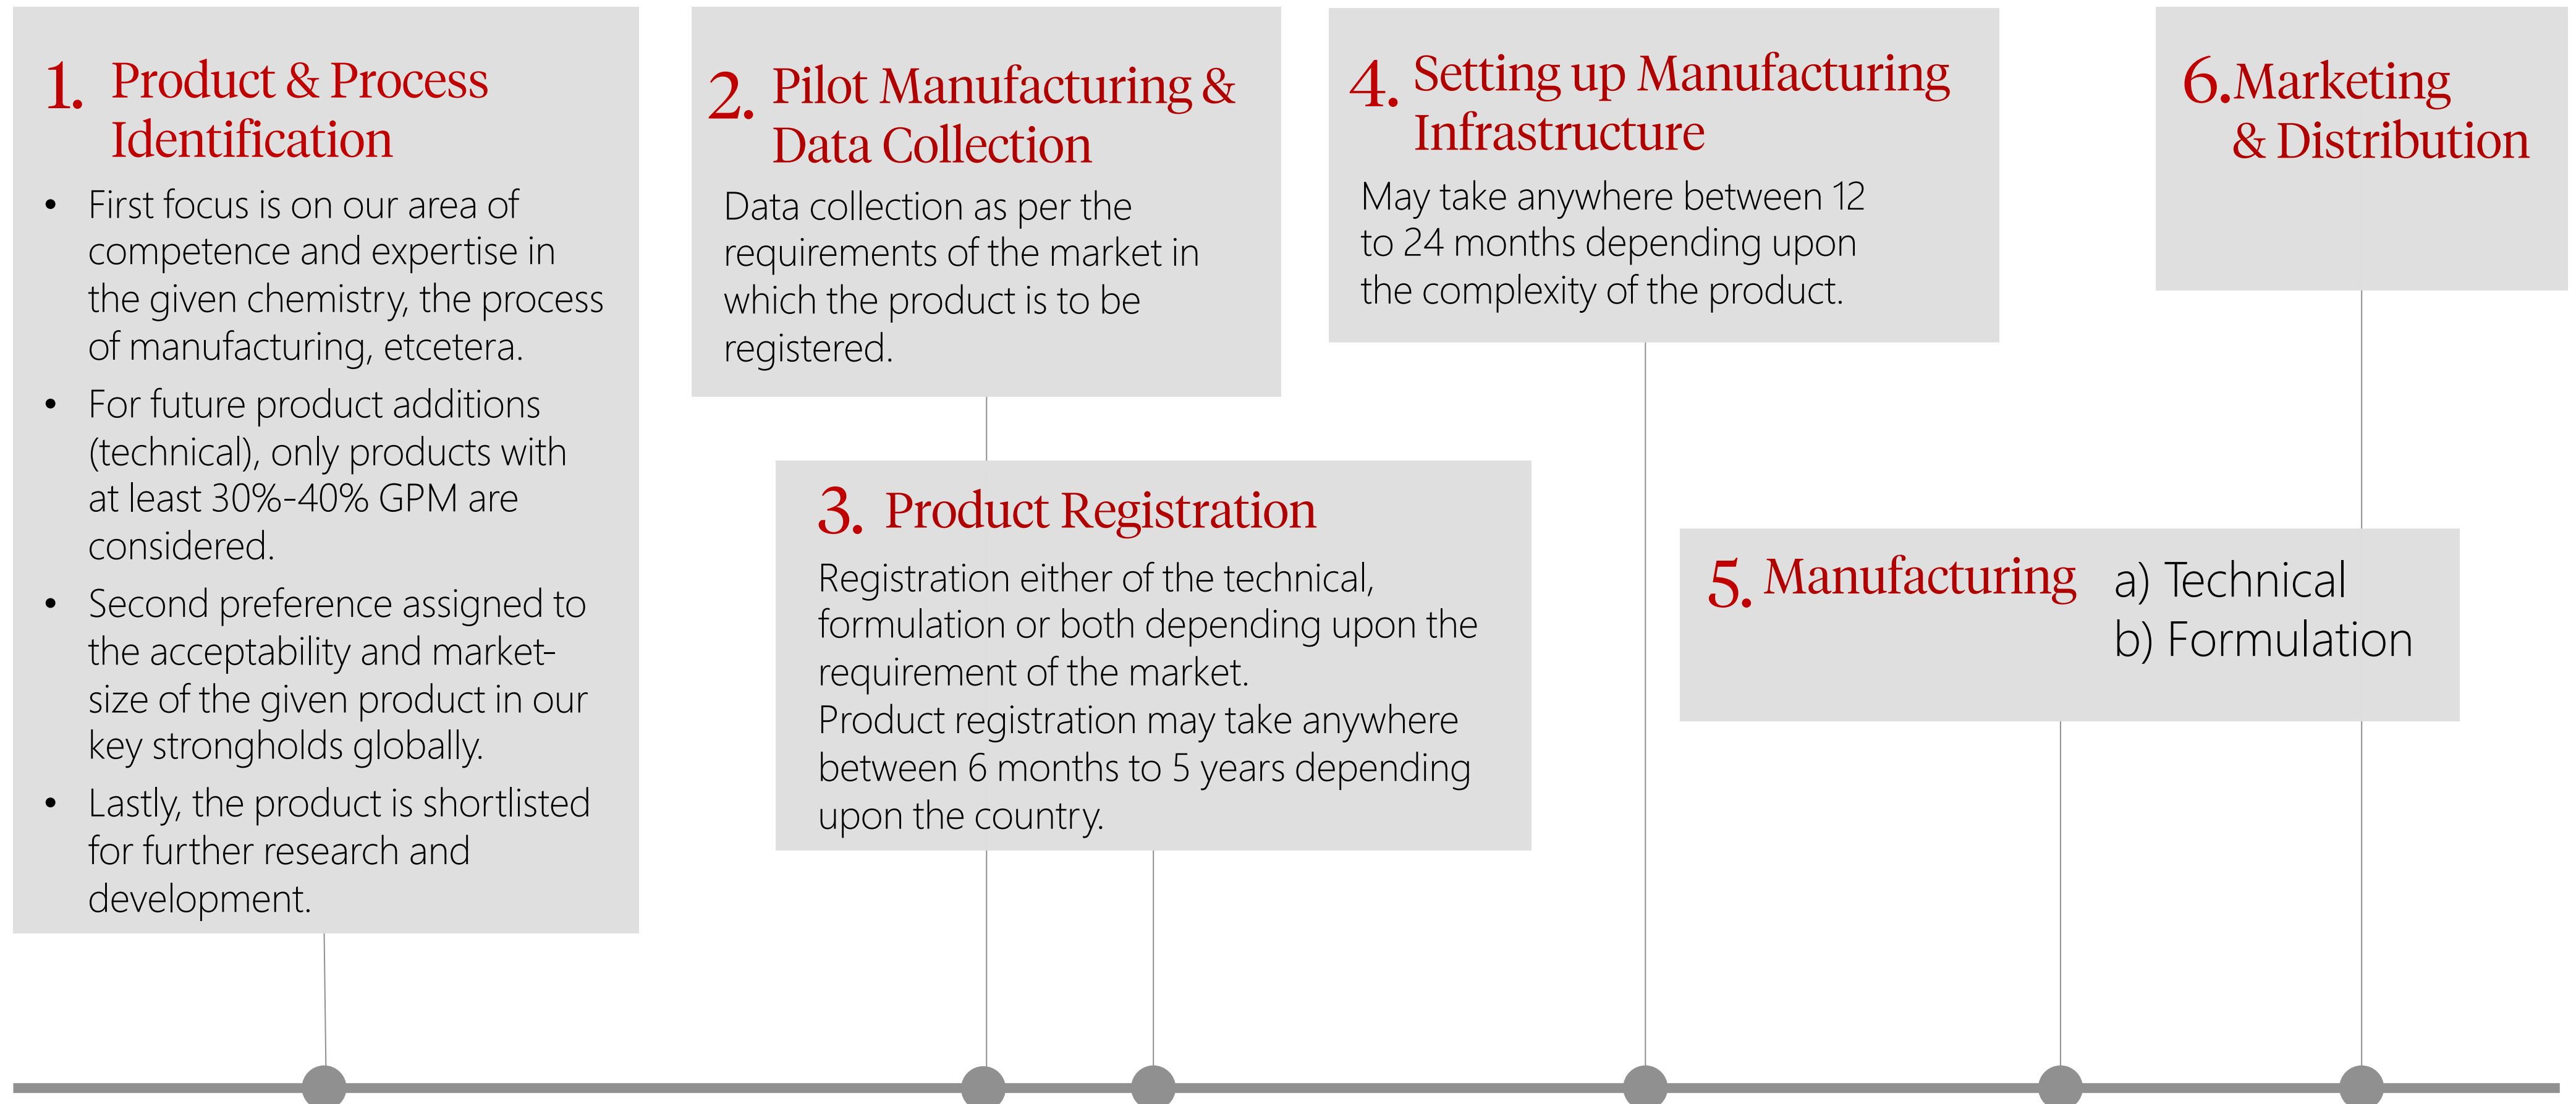 1. Product & Process
Identification
• First focus is on our area of
competence and expertise in
the given chemistry, the process
of manufacturing, etcetera.
• For future product additions
(technical), only products with
at least 30%-40% GPM are
considered.
• Second preference assigned to
the acceptability and market-
size of the given product in our
key strongholds globally.
• Lastly, the product is shortlisted
for further research and
development.
2. Pilot Manufacturing &
Data Collection
Data collection as per the
requirements of the market in
which the product is to be
registered.
3. Product Registration
Registration either of the technical,
formulation or both depending upon the
requirement of the market.
Product registration may take anywhere
between 6 months to 5 years depending
upon the country.
4. Setting up Manufacturing
Infrastructure
May take anywhere between 12
to 24 months depending upon
the complexity of the product.
5. Manufacturing a) Technical
b) Formulation
6. Marketing
& Distribution